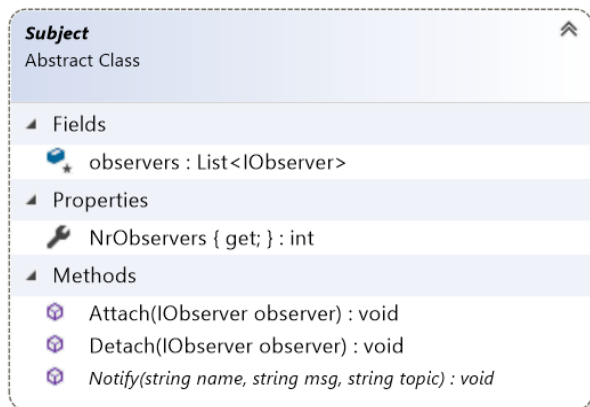 Subject
Abstract Class
Fields
observers : List<IObserver>
Properties
NrObservers { get; } : int
Methods
Attach(IObserver observer) : void
Detach(IObserver observer) : void
Notify(string name, string msg, string topic) : void